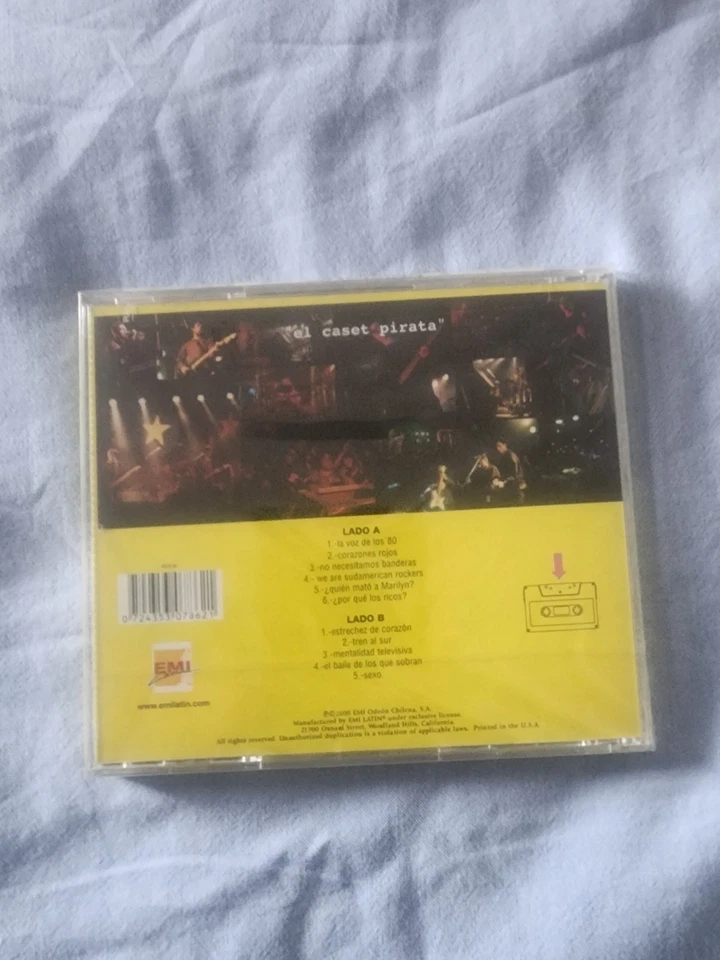 "el caset pirata"
LADO A
1.-la voz de los 80
2.-corazones rojos
3.-no necesitamos banderas
4.- we are sudamerican rockers
5.-¿quién mató a Marilyn?
6.-¿por qué los ricos?
LADO B
1.-estrechez de corazón
2.-tren al sur
3.-mentalidad televisiva
4.-el baile de los que sobran
5.-sexo
EMI
www.emilatin.com
℗©2000 EMI Odeón Chilena, S.A.
Manufactured by EMI LATIN® under exclusive license.
21700 Oxnard Street, Woodland Hills, California.
All rights reserved. Unauthorized duplication is a violation of applicable laws. Printed in the U.S.A.